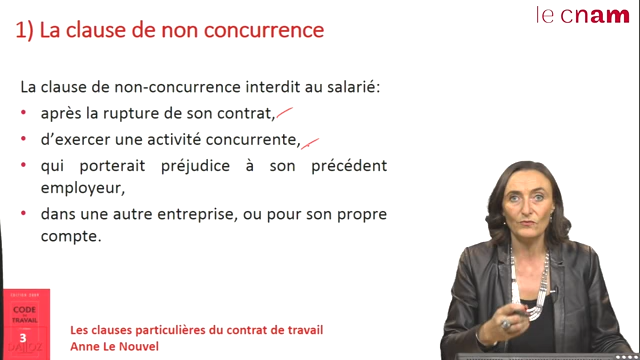 le cnam
1) La clause de non concurrence
La clause de non-concurrence interdit au salarié:
• après la rupture de son contrat,
• d'exercer une activité concurrente,
• qui porterait préjudice à son précédent
employeur,
• dans une autre entreprise, ou pour son propre
compte.
CODE
TRAVAIL
3
DALLOZ
Les clauses particulières du contrat de travail
Anne Le Nouvel